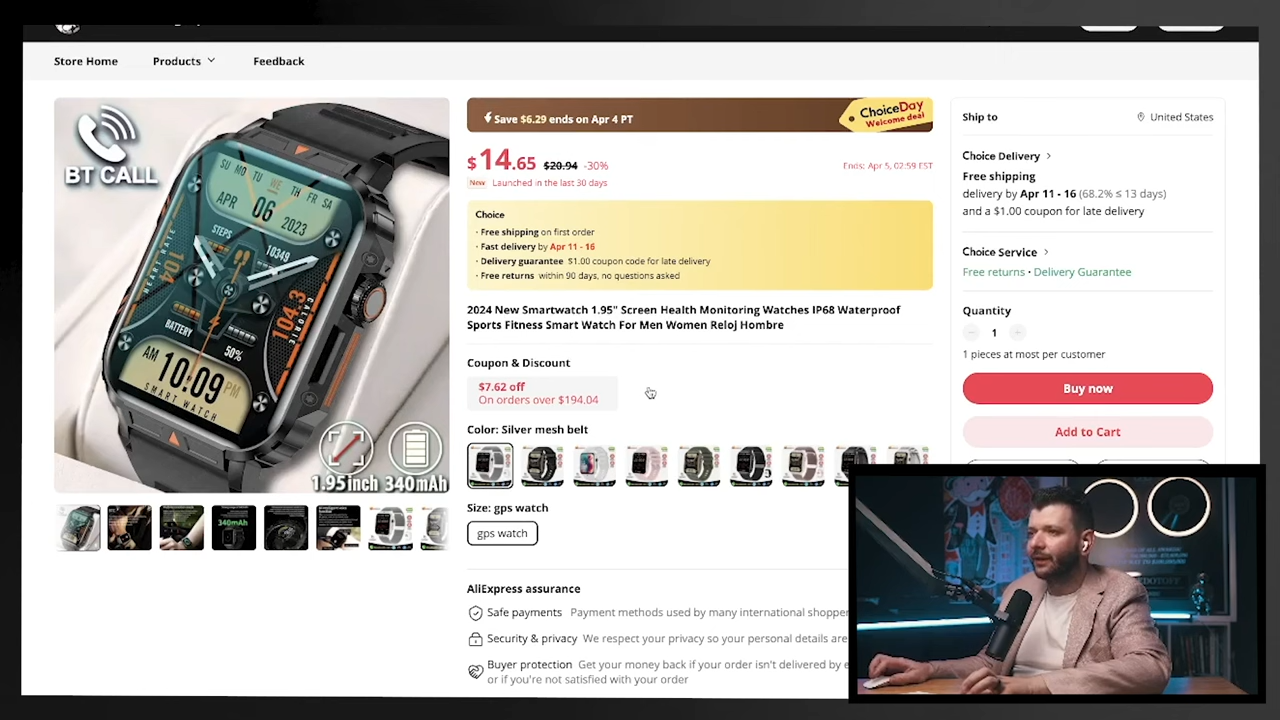 Store Home
Products
Feedback
BT CALL
SU MO TU WE TH FR SA
APR 06 2023
STEPS
10349
HEART RATE
104
104.3
CALORIE
BATTERY
50%
AM 10:09 PM
SMART WATCH
1.95inch 340mAh
340mAh
Save $6.29 ends on Apr 4 PT
ChoiceDay
Welcome deal
$14.65 $20.94 -30%
Ends: Apr 5, 02:59 EST
New Launched in the last 30 days
Choice
· Free shipping on first order
· Fast delivery by Apr 11 - 16
· Delivery guarantee $1.00 coupon code for late delivery
· Free returns within 90 days, no questions asked
2024 New Smartwatch 1.95" Screen Health Monitoring Watches IP68 Waterproof
Sports Fitness Smart Watch For Men Women Reloj Hombre
Coupon & Discount
$7.62 off
On orders over $194.04
Color: Silver mesh belt
Size: gps watch
gps watch
AliExpress assurance
Safe payments Payment methods used by many international shoppe
Security & privacy We respect your privacy so your personal details are
Buyer protection Get your money back if your order isn't delivered by
or if you're not satisfied with your order
Ship to
United States
Choice Delivery
Free shipping
delivery by Apr 11 - 16 (68.2% ≤ 13 days)
and a $1.00 coupon for late delivery
Choice Service
Free returns · Delivery Guarantee
Quantity
1
1 pieces at most per customer
Buy now
Add to Cart